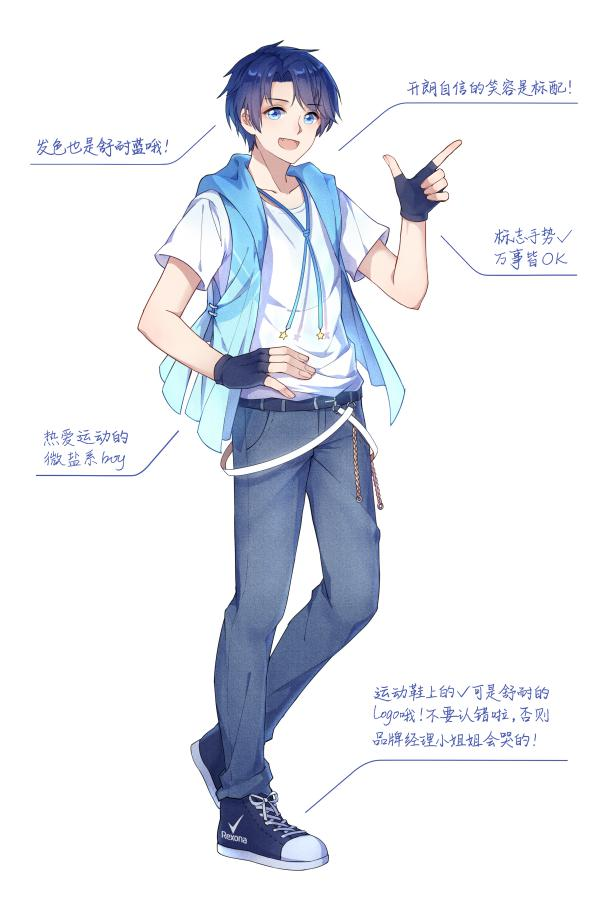 开朗自信的笑容是标配!
发色也是舒耐蓝哦!
标志手势✓
万事皆OK
热爱运动的
微盐系boy
运动鞋上的✓可是舒耐的
Logo哦!不要认错啦,否则
品牌经理小姐姐会哭的!
Rexona